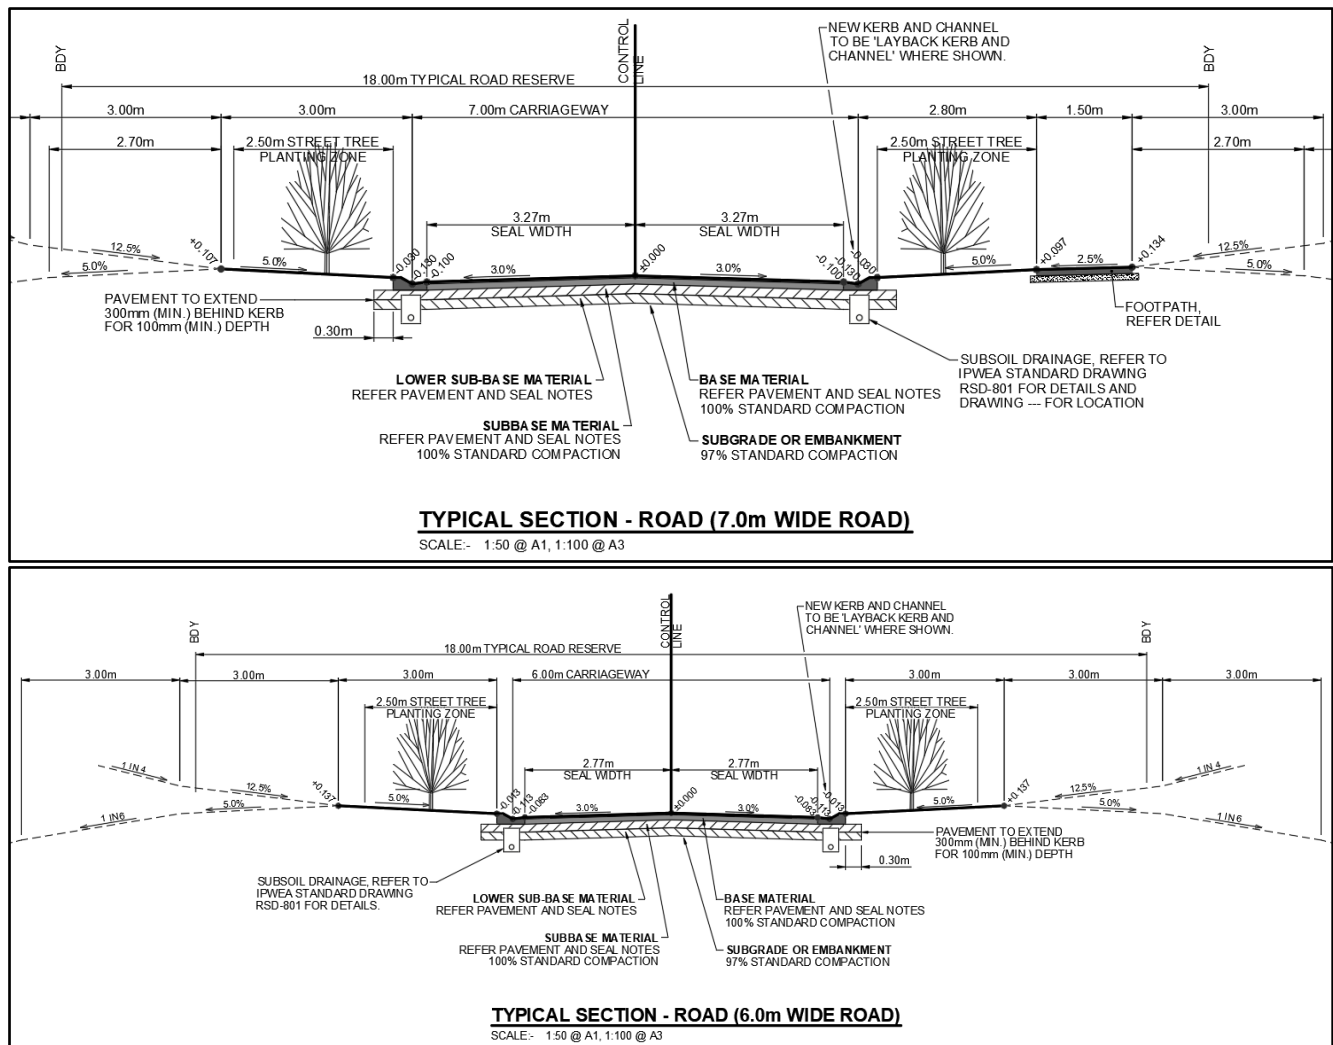 NEW KERB AND CHANNEL
TO BE 'LAYBACK KERB AND
CHANNEL' WHERE SHOWN.
CONTROL
LINE
BDY
BDY
18.00m TYPICAL ROAD RESERVE
3.00m
3.00m
7.00m CARRIAGEWAY
2.80m
1.50m
3.00m
2.70m
2.50m STREET TREE
PLANTING ZONE
2.50m STREET TREE
PLANTING ZONE
2.70m
3.27m
SEAL WIDTH
3.27m
SEAL WIDTH
12.5%
5.0%
+0.107
5.0%
-0.030
-0.130
-0.100
3.0%
±0.000
3.0%
-0.100
-0.130
-0.030
5.0%
+0.097
2.5%
+0.134
12.5%
5.0%
PAVEMENT TO EXTEND
300mm (MIN.) BEHIND KERB
FOR 100mm (MIN.) DEPTH
0.30m
FOOTPATH,
REFER DETAIL
LOWER SUB-BASE MATERIAL
REFER PAVEMENT AND SEAL NOTES
BASE MATERIAL
REFER PAVEMENT AND SEAL NOTES
100% STANDARD COMPACTION
SUBSOIL DRAINAGE, REFER TO
IPWEA STANDARD DRAWING
RSD-801 FOR DETAILS AND
DRAWING --- FOR LOCATION
SUBBASE MATERIAL
REFER PAVEMENT AND SEAL NOTES
100% STANDARD COMPACTION
SUBGRADE OR EMBANKMENT
97% STANDARD COMPACTION
TYPICAL SECTION - ROAD (7.0m WIDE ROAD)
SCALE:- 1:50 @ A1, 1:100 @ A3
NEW KERB AND CHANNEL
TO BE 'LAYBACK KERB AND
CHANNEL' WHERE SHOWN.
CONTROL
LINE
BDY
BDY
18.00m TYPICAL ROAD RESERVE
3.00m
3.00m
3.00m
6.00m CARRIAGEWAY
3.00m
3.00m
3.00m
2.50m STREET TREE
PLANTING ZONE
2.50m STREET TREE
PLANTING ZONE
2.77m
SEAL WIDTH
2.77m
SEAL WIDTH
1 IN 4
12.5%
5.0%
1 IN 6
+0.137
5.0%
-0.013
-0.113
-0.083
3.0%
±0.000
3.0%
-0.083
-0.113
-0.013
5.0%
+0.137
1 IN 4
12.5%
5.0%
1 IN 6
PAVEMENT TO EXTEND
300mm (MIN.) BEHIND KERB
FOR 100mm (MIN.) DEPTH
0.30m
SUBSOIL DRAINAGE, REFER TO
IPWEA STANDARD DRAWING
RSD-801 FOR DETAILS.
LOWER SUB-BASE MATERIAL
REFER PAVEMENT AND SEAL NOTES
BASE MATERIAL
REFER PAVEMENT AND SEAL NOTES
100% STANDARD COMPACTION
SUBBASE MATERIAL
REFER PAVEMENT AND SEAL NOTES
100% STANDARD COMPACTION
SUBGRADE OR EMBANKMENT
97% STANDARD COMPACTION
TYPICAL SECTION - ROAD (6.0m WIDE ROAD)
SCALE:- 1:50 @ A1, 1:100 @ A3